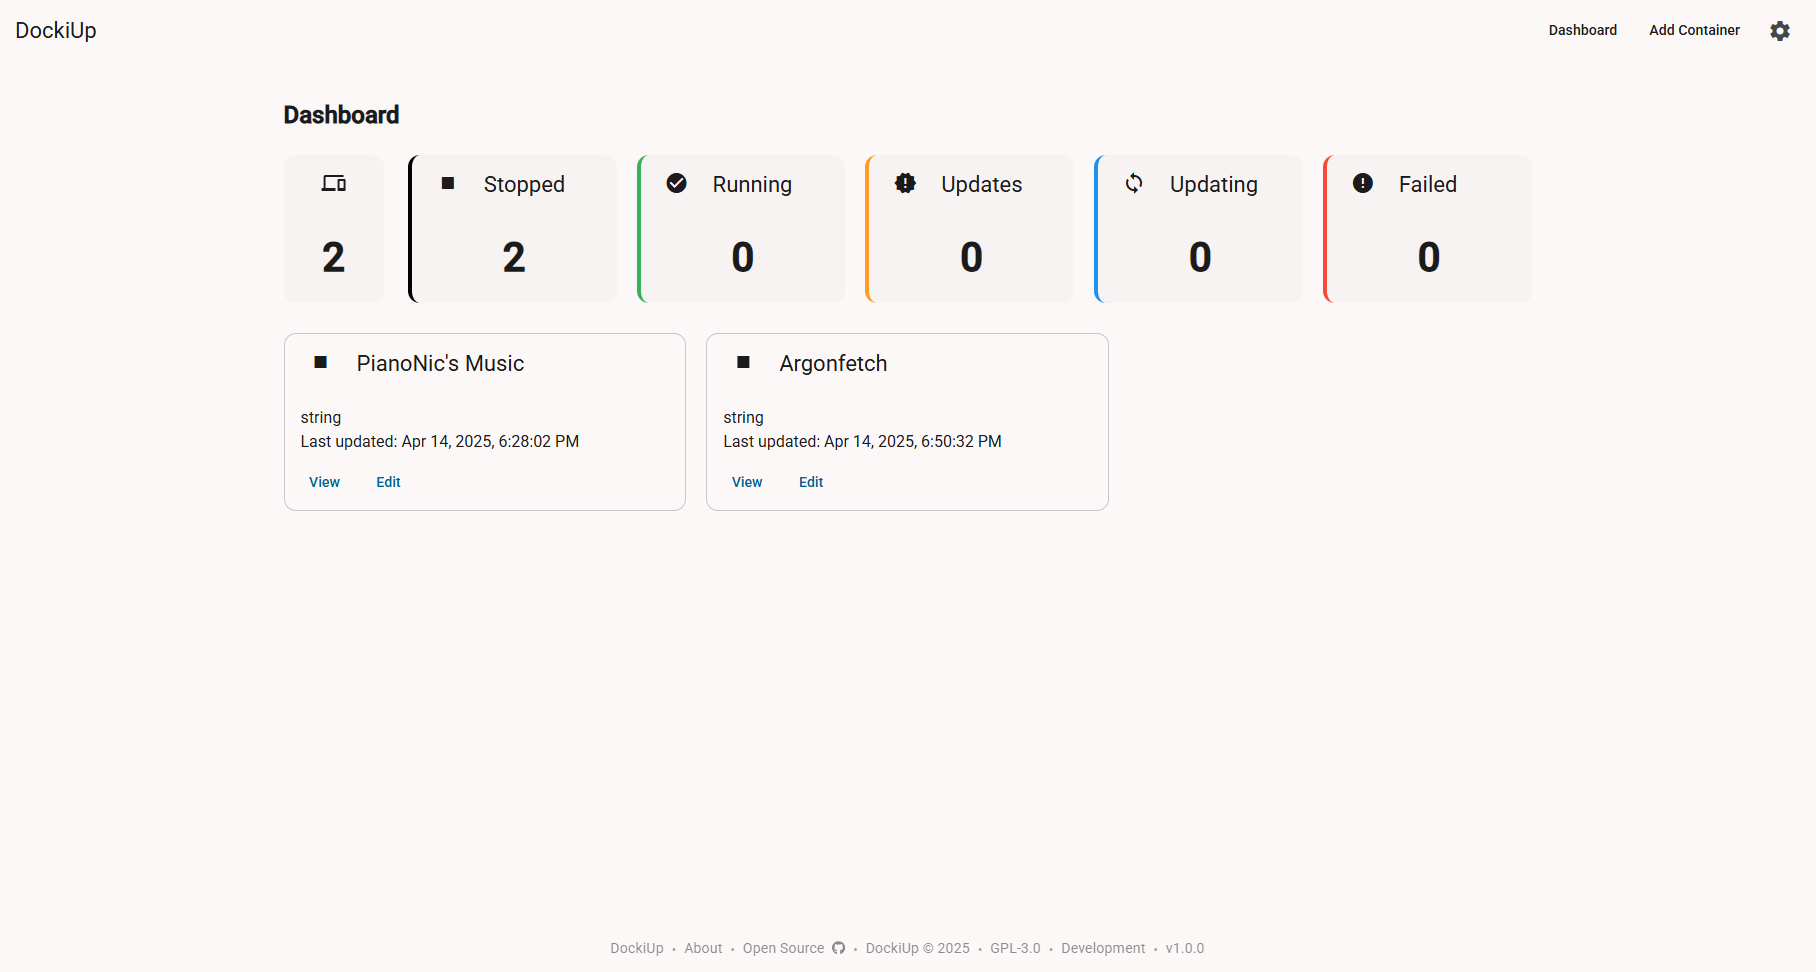 DockiUp Dashboard Add Container
Dashboard
Stopped Running Updates Updating Failed
2 2 0 0 0 0
PianoNic's Music
string
Last updated: Apr 14, 2025, 6:28:02 PM
View Edit
Argonfetch
string
Last updated: Apr 14, 2025, 6:50:32 PM
View Edit
DockiUp • About • Open Source • DockiUp © 2025 • GPL-3.0 • Development • v1.0.0